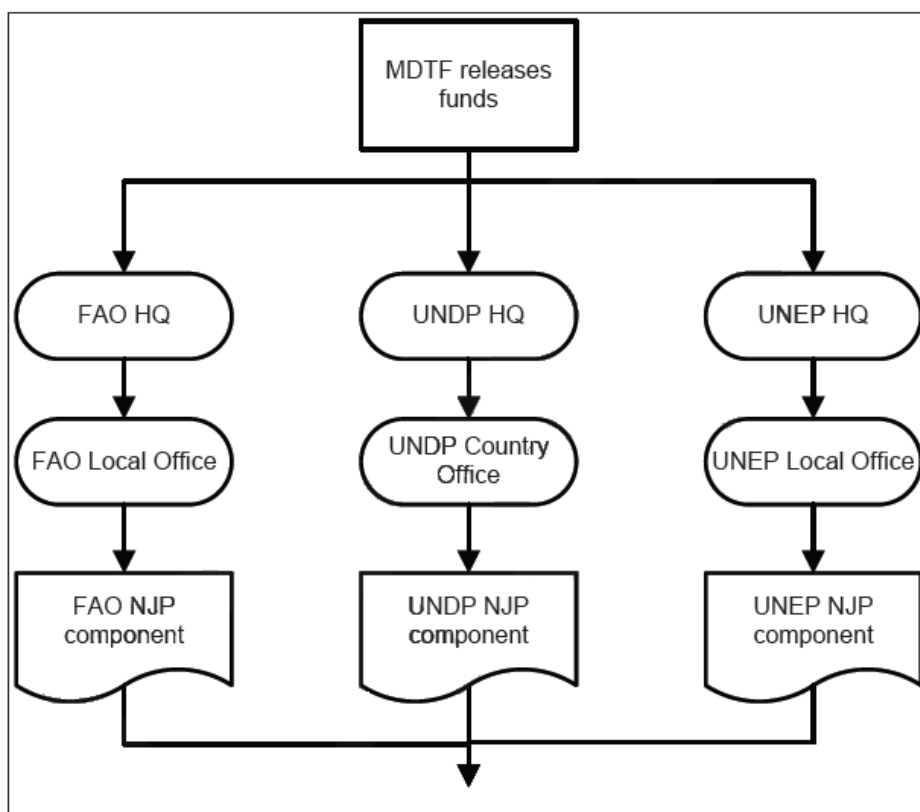 MDTF releases
funds
FAO HQ
UNDP HQ
UNEP HQ
FAO Local Office
UNDP Country
Office
UNEP Local Office
FAO NJP
component
UNDP NJP
component
UNEP NJP
component